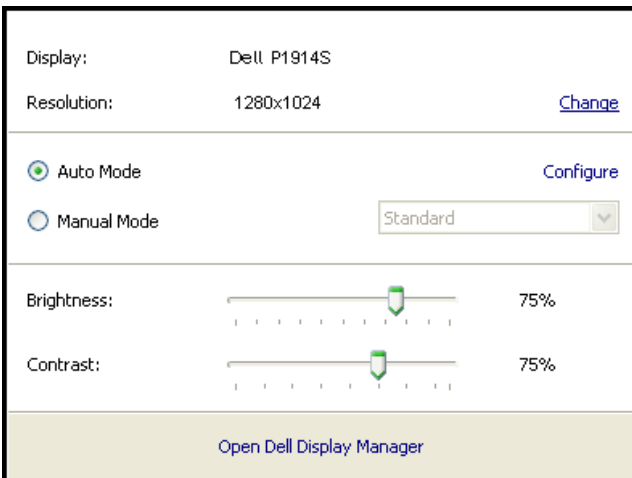 Display: Dell P1914S
Resolution: 1280x1024 Change
Auto Mode Configure
Manual Mode Standard
Brightness: 75%
Contrast: 75%
Open Dell Display Manager